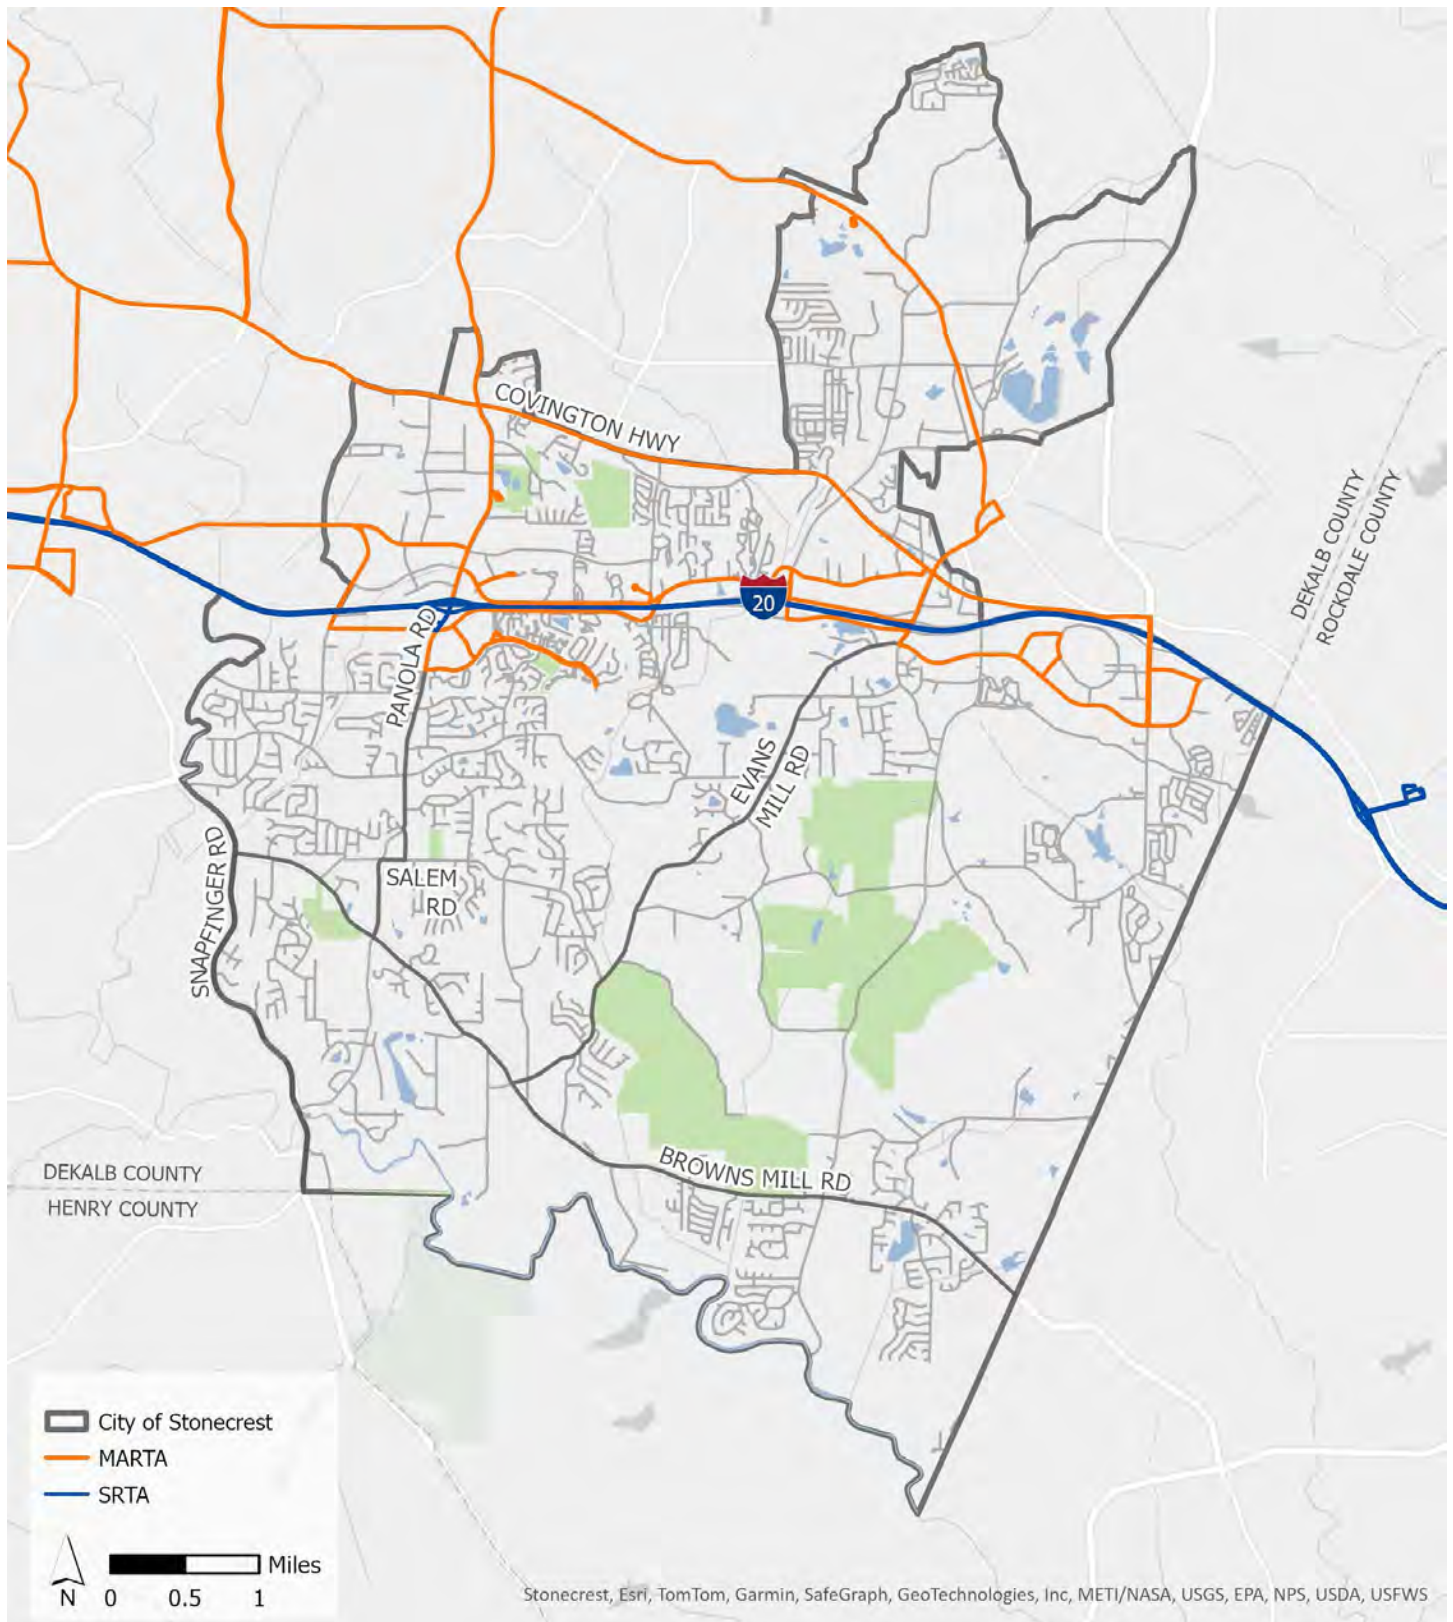 COVINGTON HWY
DEKALB COUNTY
ROCKDALE COUNTY
20
PANOLA RD
EVANS
MILL RD
SNAPFINGER RD
SALEM
RD
BROWNS MILL RD
DEKALB COUNTY
HENRY COUNTY
City of Stonecrest
MARTA
SRTA
N
Miles
0 0.5 1
Stonecrest, Esri, TomTom, Garmin, SafeGraph, GeoTechnologies, Inc, METI/NASA, USGS, EPA, NPS, USDA, USFWS